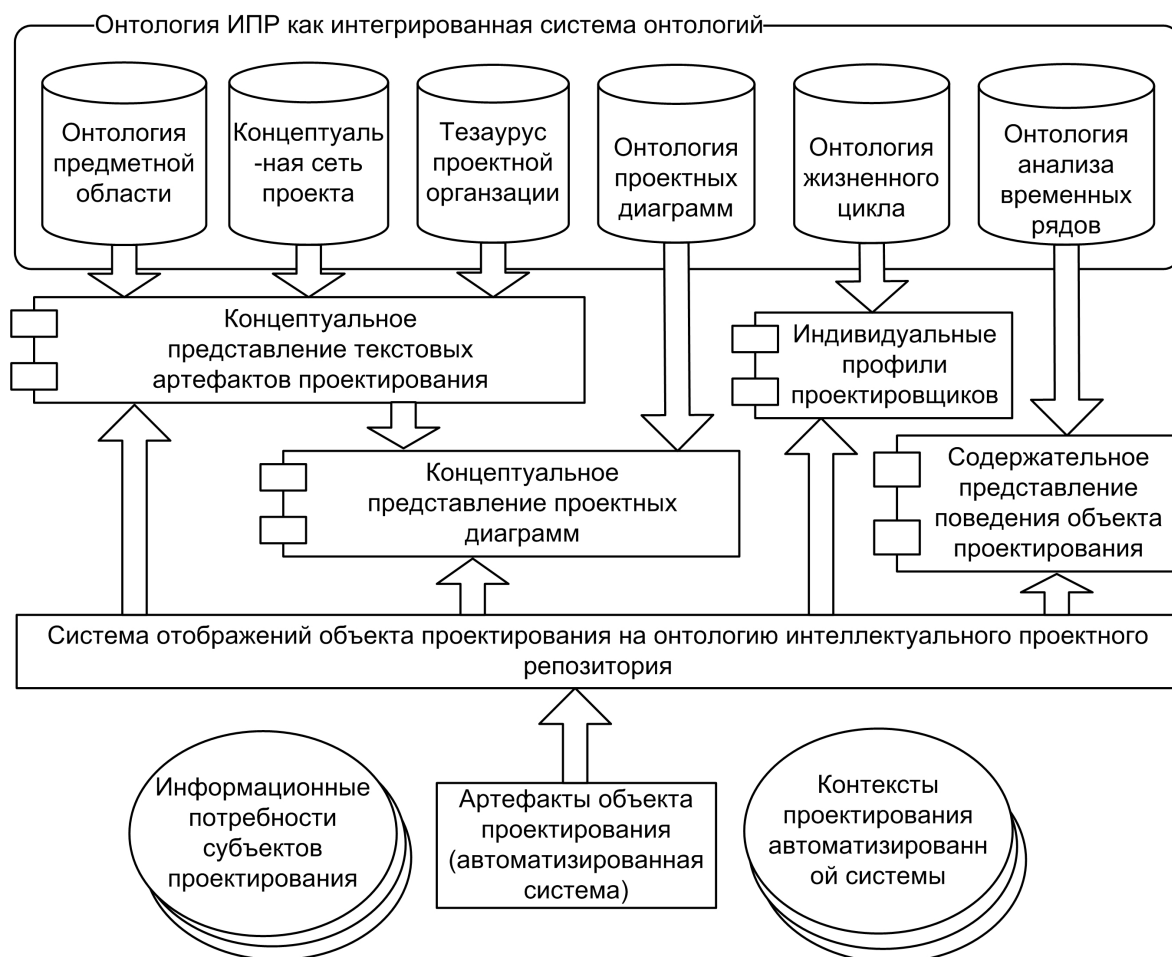 Онтология ИПР как интегрированная система онтологий
Онтология
предметной
области
Концептуаль
-ная сеть
проекта
Тезаурус
проектной
органзации
Онтология
проектных
диаграмм
Онтология
жизненного
цикла
Онтология
анализа
временных
рядов
Концептуальное
представление текстовых
артефактов проектирования
Индивидуальные
профили
проектировщиков
Концептуальное
представление проектных
диаграмм
Содержательное
представление
поведения объекта
проектирования
Система отображений объекта проектирования на онтологию интеллектуального проектного
репозитория
Информационные
потребности
субъектов
проектирования
Артефакты объекта
проектирования
(автоматизированная
система)
Контексты
проектирования
автоматизированн
ой системы